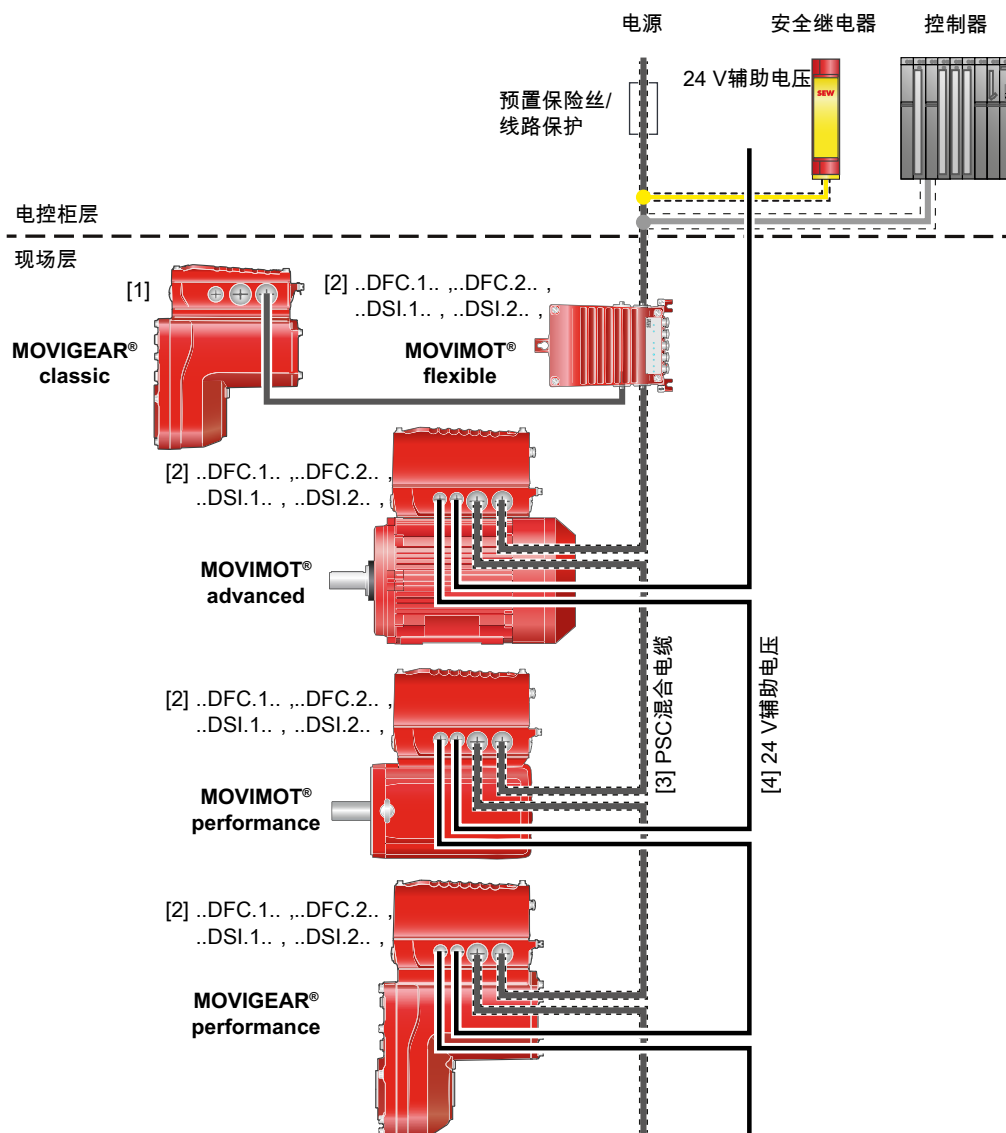 电源
安全继电器
控制器
24 V辅助电压
SEW
预置保险丝/
线路保护
电控柜层
现场层
[1]
MOVIGEAR®
classic
[2] ..DFC.1.. ,..DFC.2.. ,
..DSI.1.. , ..DSI.2.. ,
MOVIMOT®
flexible
[2] ..DFC.1.. ,..DFC.2.. ,
..DSI.1.. , ..DSI.2.. ,
MOVIMOT®
advanced
[3] PSC混合电缆
[4] 24 V辅助电压
[2] ..DFC.1.. ,..DFC.2.. ,
..DSI.1.. , ..DSI.2.. ,
MOVIMOT®
performance
[2] ..DFC.1.. ,..DFC.2.. ,
..DSI.1.. , ..DSI.2.. ,
MOVIGEAR®
performance